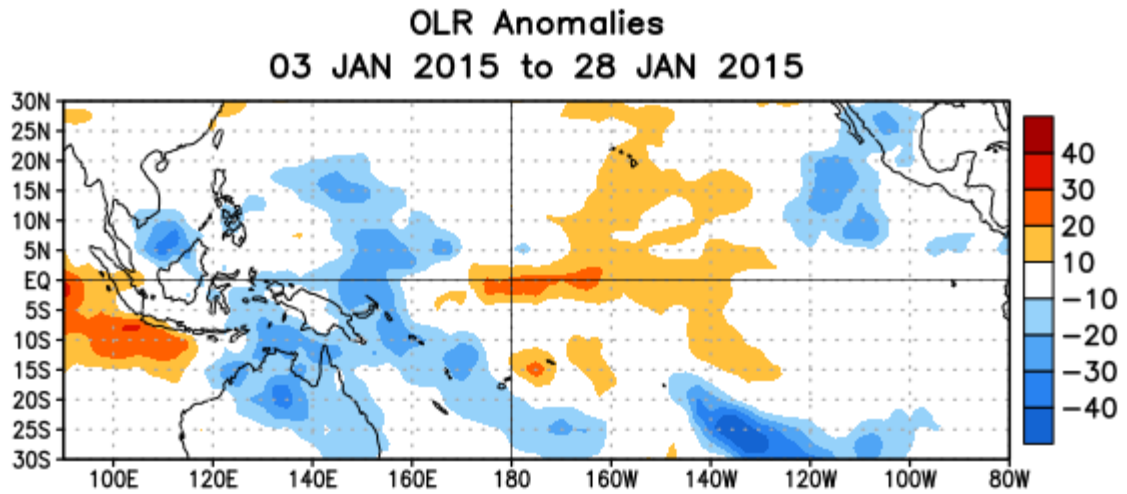 OLR Anomalies
03 JAN 2015 to 28 JAN 2015
30N
25N
20N
15N
10N
5N
EQ
5S
10S
15S
20S
25S
30S
100E 120E 140E 160E 180 160W 140W 120W 100W 80W
40
30
20
10
-10
-20
-30
-40